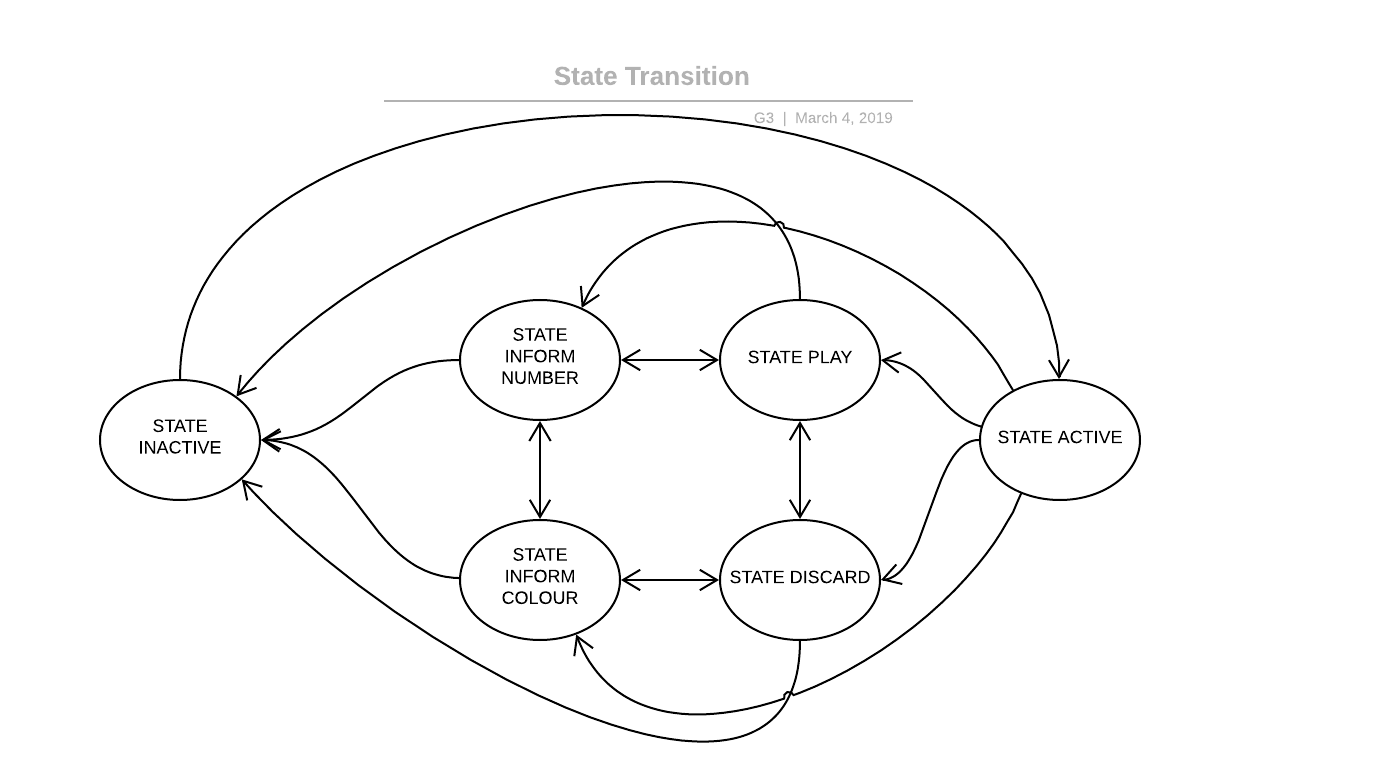 State Transition
G3 | March 4, 2019
STATE
INFORM
NUMBER
STATE PLAY
STATE
INACTIVE
STATE ACTIVE
STATE
INFORM
COLOUR
STATE DISCARD